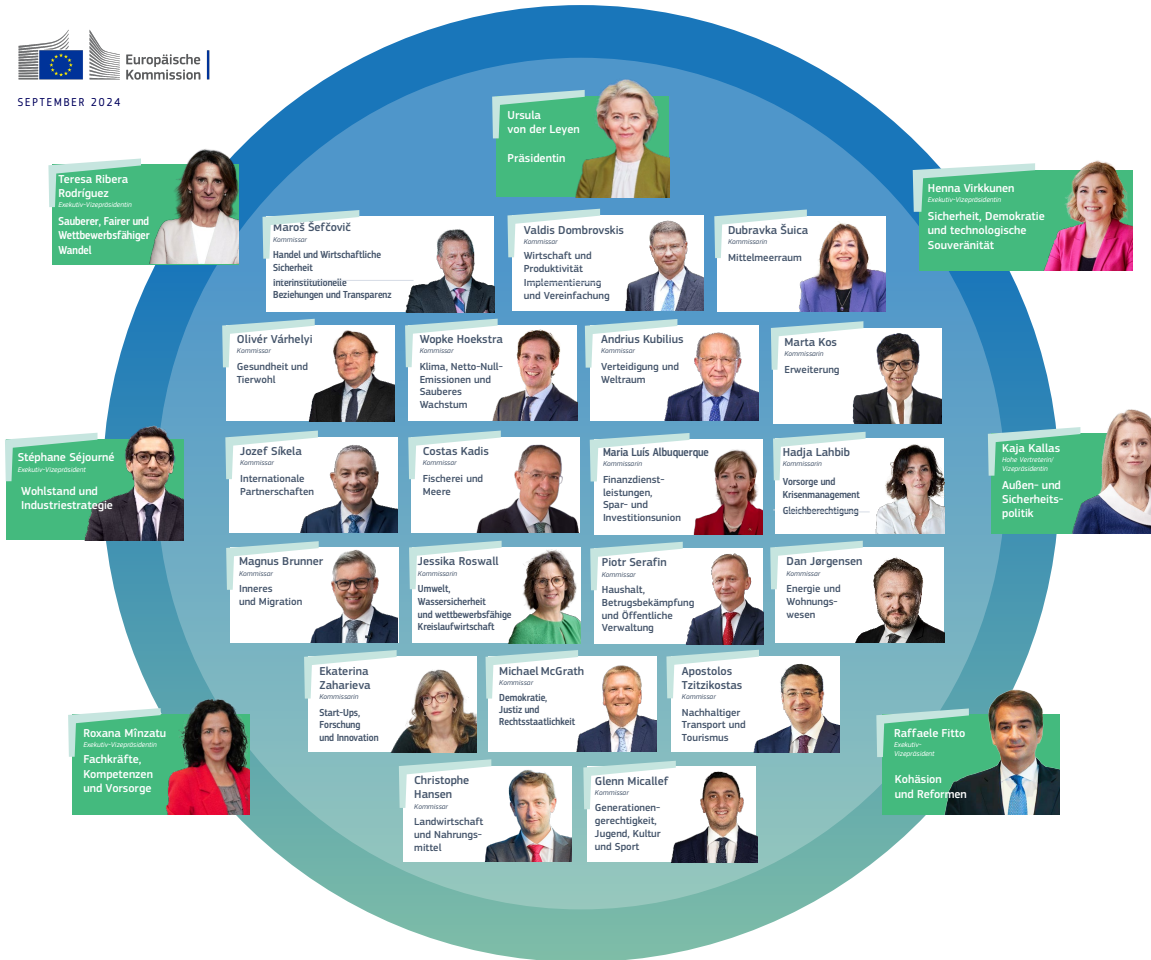 Europäische
Kommission
SEPTEMBER 2024
Ursula
von der Leyen
Präsidentin
Teresa Ribera
Rodríguez
Exekutiv-Vizepräsidentin
Sauberer, Fairer und
Wettbewerbsfähiger
Wandel
Henna Virkkunen
Exekutiv-Vizepräsidentin
Sicherheit, Demokratie
und technologische
Souveränität
Maroš Šefčovič
Kommissar
Handel und Wirtschaftliche
Sicherheit
Interinstitutionelle
Beziehungen und Transparenz
Valdis Dombrovskis
Kommissar
Wirtschaft und
Produktivität
Implementierung
und Vereinfachung
Dubravka Šuica
Kommissarin
Mittelmeerraum
Olivér Várhelyi
Kommissar
Gesundheit und
Tierwohl
Wopke Hoekstra
Kommissar
Klima, Netto-Null-
Emissionen und
Sauberes
Wachstum
Andrius Kubilius
Kommissar
Verteidigung und
Weltraum
Marta Kos
Kommissarin
Erweiterung
Stéphane Séjourné
Exekutiv-Vizepräsident
Wohlstand und
Industriestrategie
Jozef Síkela
Kommissar
Internationale
Partnerschaften
Costas Kadis
Kommissar
Fischerei und
Meere
Maria Luís Albuquerque
Kommissarin
Finanzdienst-
leistungen,
Spar- und
Investitionsunion
Hadja Lahbib
Kommissarin
Vorsorge und
Krisenmanagement
Gleichberechtigung
Kaja Kallas
Hohe Vertreterin/
Vizepräsidentin
Außen- und
Sicherheits-
politik
Magnus Brunner
Kommissar
Inneres
und Migration
Jessika Roswall
Kommissarin
Umwelt,
Wassersicherheit
und wettbewerbsfähige
Kreislaufwirtschaft
Piotr Serafin
Kommissar
Haushalt,
Betrugsbekämpfung
und Öffentliche
Verwaltung
Dan Jørgensen
Kommissar
Energie und
Wohnungs-
wesen
Ekaterina
Zaharieva
Kommissarin
Start-Ups,
Forschung
und Innovation
Michael McGrath
Kommissar
Demokratie,
Justiz und
Rechtsstaatlichkeit
Apostolos
Tzitzikostas
Kommissar
Nachhaltiger
Transport und
Tourismus
Roxana Mînzatu
Exekutiv-Vizepräsidentin
Fachkräfte,
Kompetenzen
und Vorsorge
Raffaele Fitto
Exekutiv-
Vizepräsident
Kohäsion
und Reformen
Christophe
Hansen
Kommissar
Landwirtschaft
und Nahrungs-
mittel
Glenn Micallef
Kommissar
Generationen-
gerechtigkeit,
Jugend, Kultur
und Sport